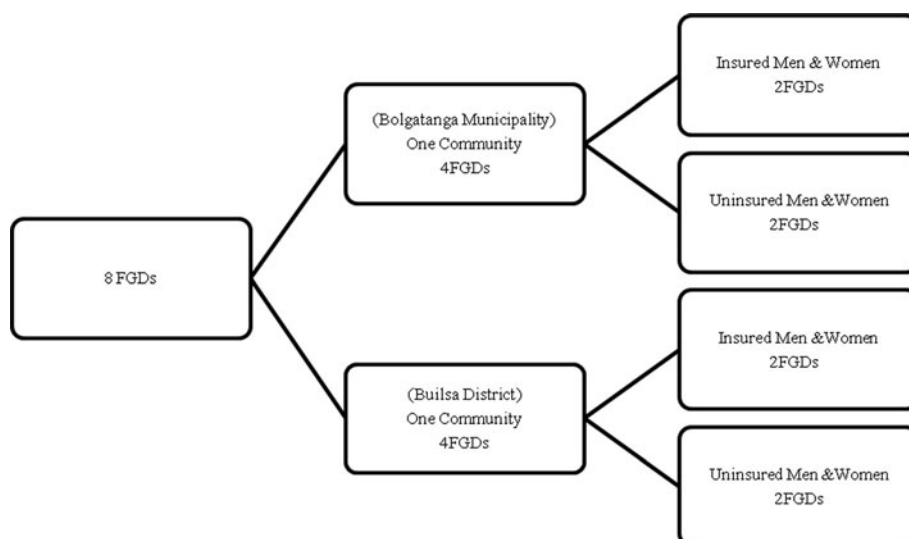 8 FGDs
(Bolgatanga Municipality)
One Community
4FGDs
Insured Men & Women
2FGDs
Uninsured Men &Women
2FGDs
(Builsa District)
One Community
4FGDs
Insured Men &Women
2FGDs
Uninsured Men &Women
2FGDs